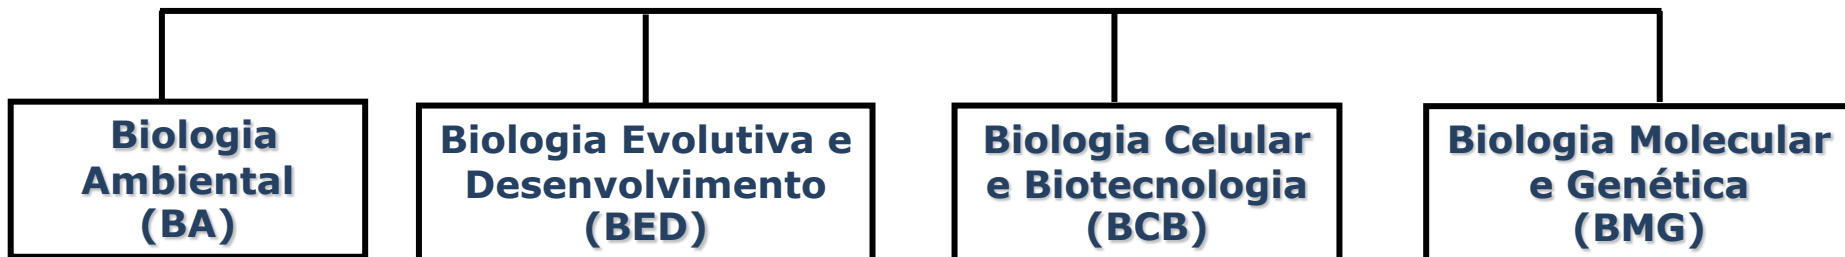 Biologia
Ambiental
(BA)
Biologia Evolutiva e
Desenvolvimento
(BED)
Biologia Celular
e Biotecnologia
(BCB)
Biologia Molecular
e Genética
(BMG)